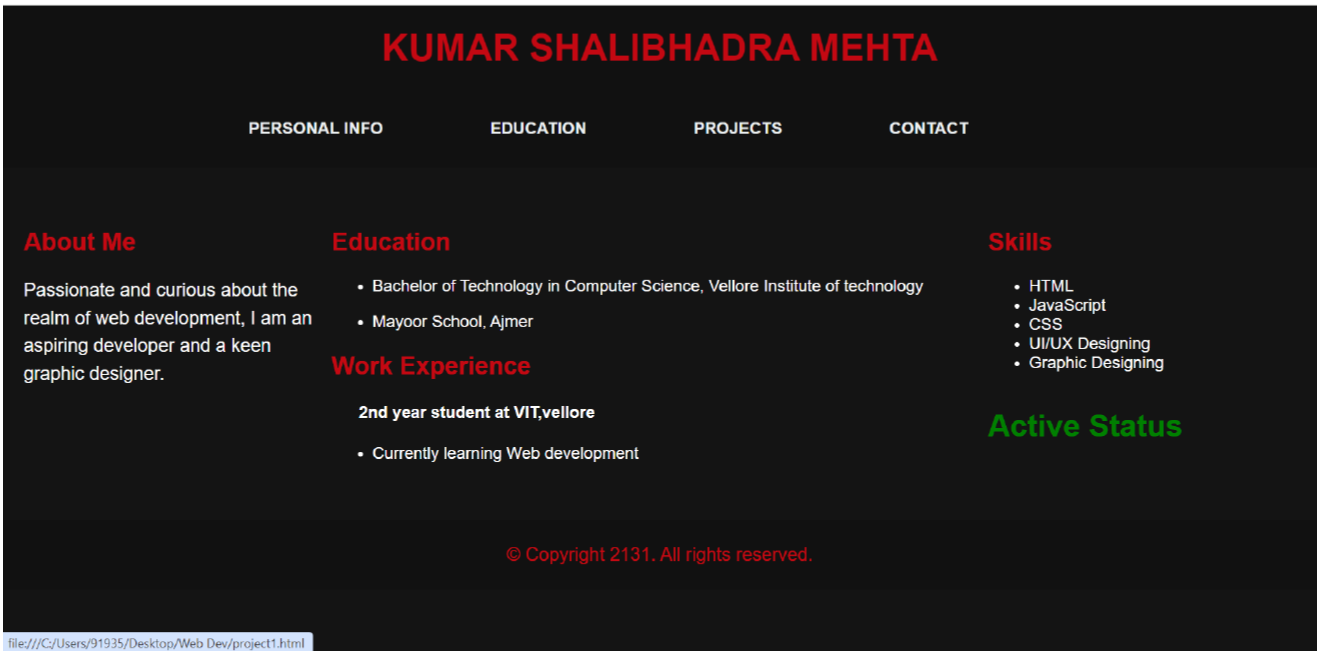 KUMAR SHALIBHADRA MEHTA
PERSONAL INFO EDUCATION PROJECTS CONTACT
About Me
Passionate and curious about the
realm of web development, I am an
aspiring developer and a keen
graphic designer.
Education
• Bachelor of Technology in Computer Science, Vellore Institute of technology
• Mayoor School, Ajmer
Work Experience
2nd year student at VIT,vellore
• Currently learning Web development
Skills
• HTML
• JavaScript
• CSS
• UI/UX Designing
• Graphic Designing
Active Status
© Copyright 2131. All rights reserved.
file:///C:/Users/91935/Desktop/Web Dev/project1.html